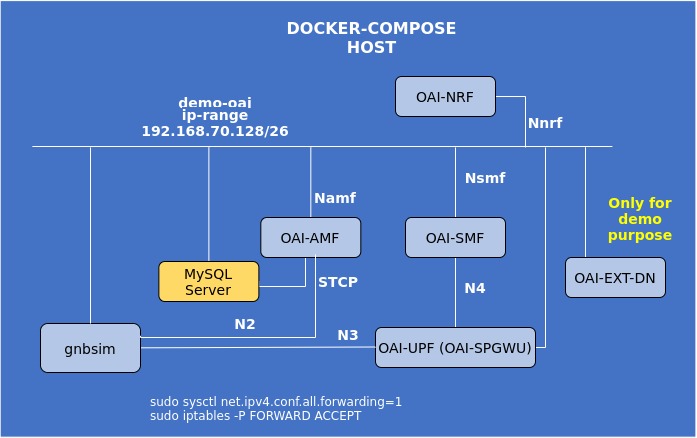 DOCKER-COMPOSE
HOST
OAI-NRF
demo-oai
ip-range
192.168.70.128/26
Nnrf
Nsmf
Namf
Only for
demo
purpose
OAI-AMF
OAI-SMF
MySQL
Server
OAI-EXT-DN
STCP
N4
N2
N3
gnbsim
OAI-UPF (OAI-SPGWU)
sudo sysctl net.ipv4.conf.all.forwarding=1
sudo iptables -P FORWARD ACCEPT